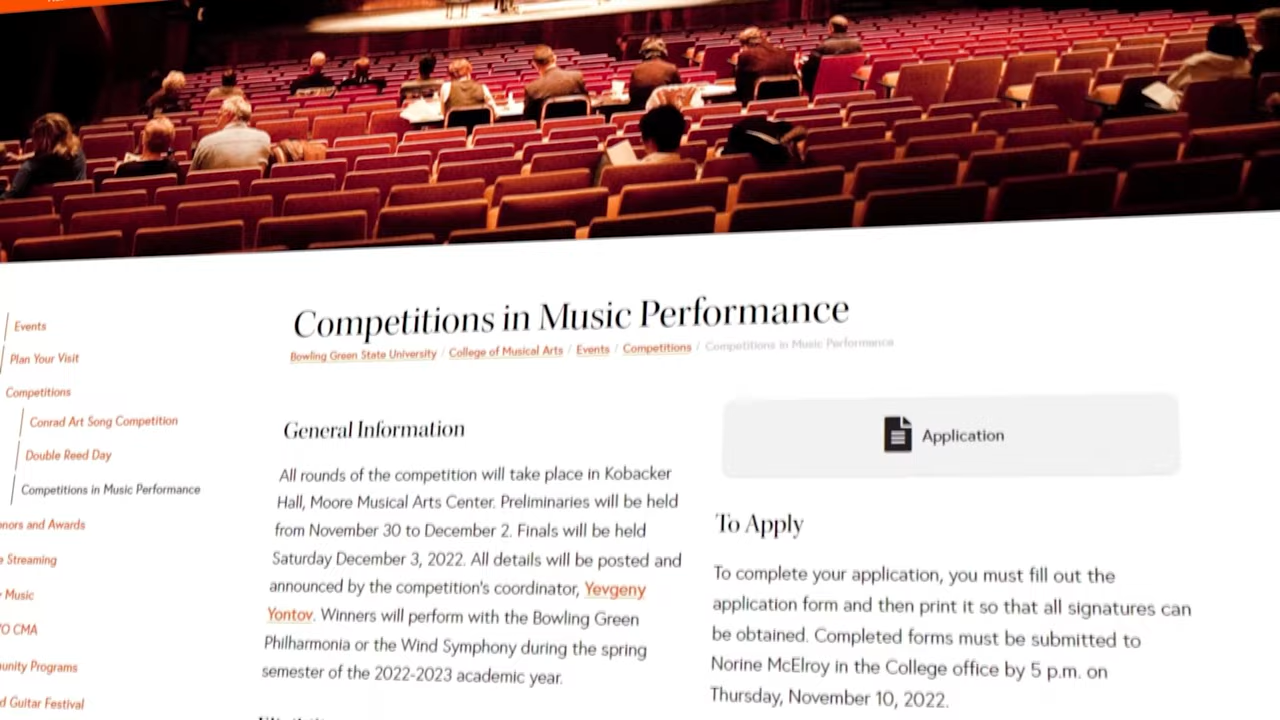 Competitions in Music Performance
Bowling Green State University / College of Musical Arts / Events / Competitions / Competitions in Music Performance
Events
Plan Your Visit
Competitions
Conrad Art Song Competition
Double Reed Day
Competitions in Music Performance
and Awards
Streaming
Music
CMA
Programs
Guitar Festival
General Information
All rounds of the competition will take place in Kobacker
Hall, Moore Musical Arts Center. Preliminaries will be held
from November 30 to December 2. Finals will be held
Saturday December 3, 2022. All details will be posted and
announced by the competition's coordinator, Yevgeny
Yontov. Winners will perform with the Bowling Green
Philharmonia or the Wind Symphony during the spring
semester of the 2022-2023 academic year.
Application
To Apply
To complete your application, you must fill out the
application form and then print it so that all signatures can
be obtained. Completed forms must be submitted to
Norine McElroy in the College office by 5 p.m. on
Thursday, November 10, 2022.